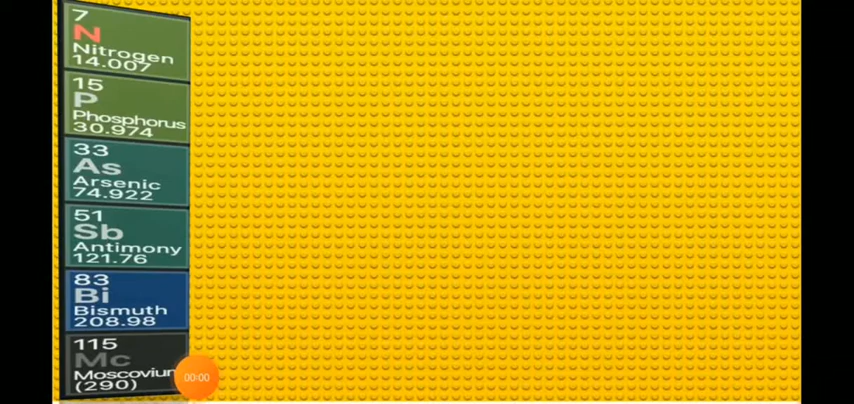 7
N
Nitrogen
14.007
15
P
Phosphorus
30.974
33
As
Arsenic
74.922
51
Sb
Antimony
121.76
83
Bi
Bismuth
208.98
115
Mc
Moscovium
(290)
00:00